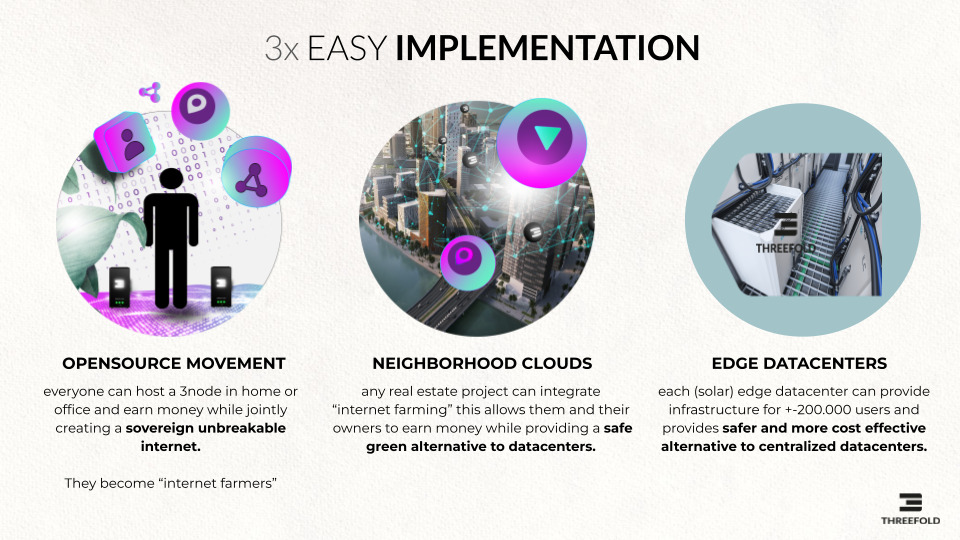 3x EASY IMPLEMENTATION
THREEFOLD
OPENSOURCE MOVEMENT
everyone can host a 3node in home or
office and earn money while jointly
creating a sovereign unbreakable
internet.
They become “internet farmers”
NEIGHBORHOOD CLOUDS
any real estate project can integrate
“internet farming” this allows them and their
owners to earn money while providing a safe
green alternative to datacenters.
EDGE DATACENTERS
each (solar) edge datacenter can provide
infrastructure for +-200.000 users and
provides safer and more cost effective
alternative to centralized datacenters.
THREEFOLD